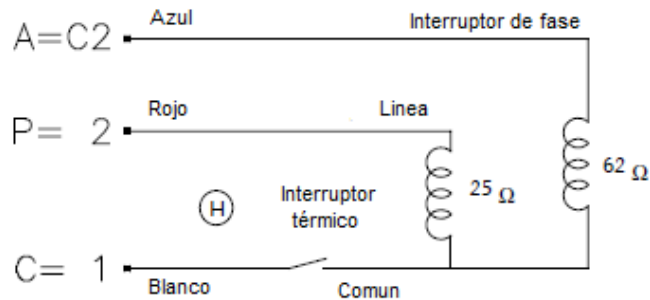 Azul
Interruptor de fase
A=C2
Rojo
Linea
P= 2
62 Ω
25 Ω
Interruptor
térmico
H
C= 1
Blanco
Comun